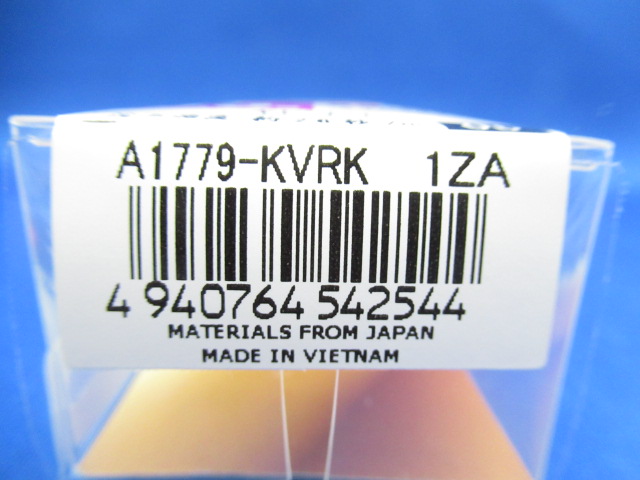 A1779-KVRK 1ZA
4 940764 542544
MATERIALS FROM JAPAN
MADE IN VIETNAM